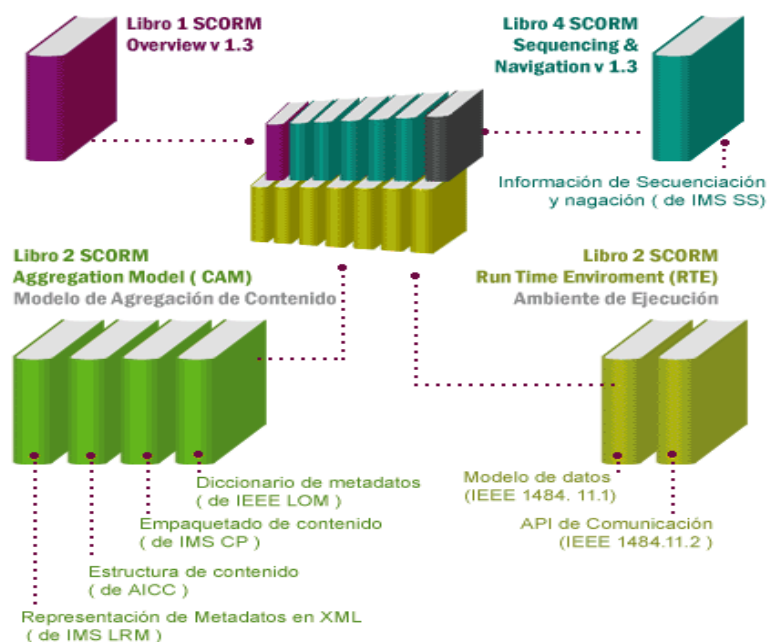 Libro 1 SCORM
Overview v 1.3
Libro 4 SCORM
Sequencing &
Navigation v 1.3
Información de Secuenciación
y nagación ( de IMS SS)
Libro 2 SCORM
Aggregation Model ( CAM)
Modelo de Agregación de Contenido
Libro 2 SCORM
Run Time Enviroment (RTE)
Ambiente de Ejecución
Diccionario de metadatos
( de IEEE LOM )
Empaquetado de contenido
( de IMS CP )
Estructura de contenido
( de AICC )
Representación de Metadatos en XML
( de IMS LRM )
Modelo de datos
(IEEE 1484. 11.1)
API de Comunicación
(IEEE 1484.11.2 )